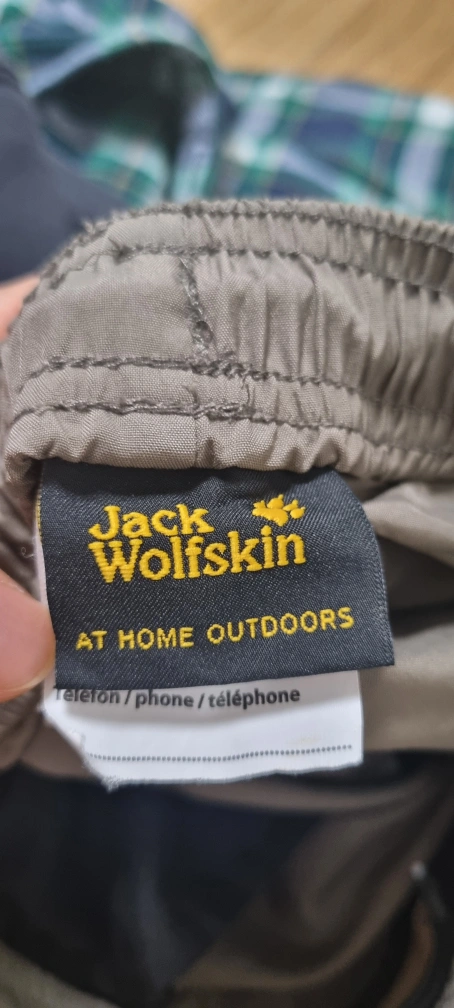 Jack
Wolfskin
AT HOME OUTDOORS
Telefon / phone / téléphone